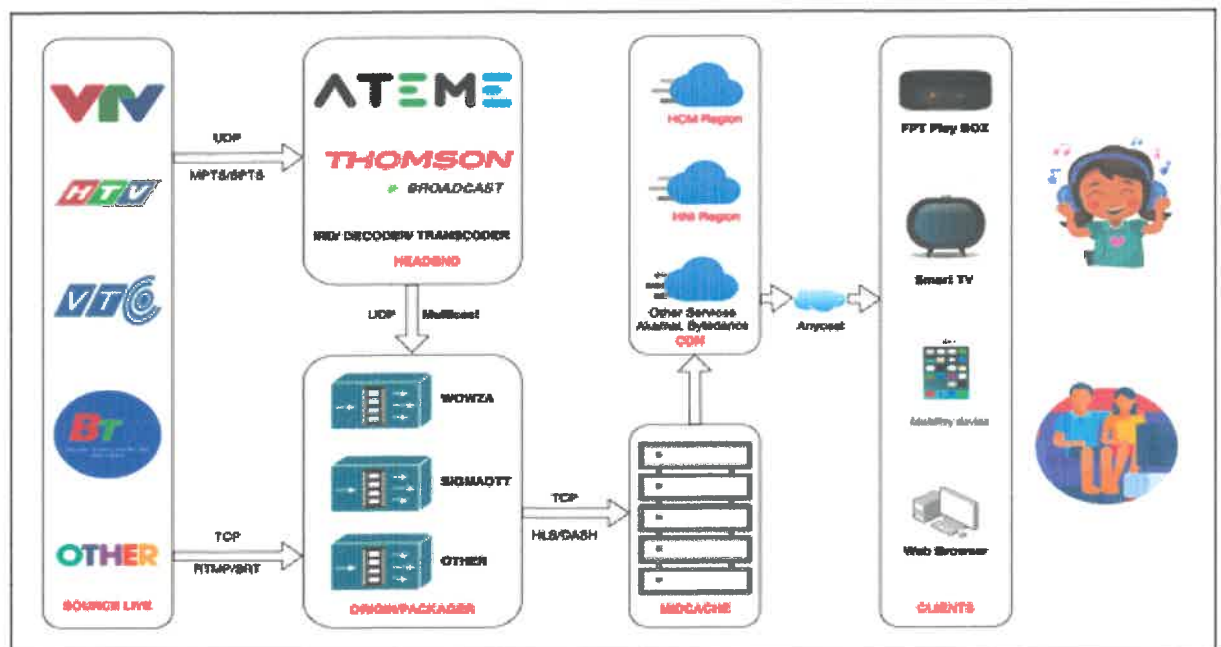 VTV
HTV
VTC
BT
OTHER
SOURCE LIVE
UDP
MPTS/SPTS
TCP
RTMP/SRT
ATEME
THOMSON
BROADCAST
IRD/ DECODER/ TRANSCODER
HEADEND
UDP Multicast
WOWZA
SIGMAOTT
OTHER
ORIGIN/PACKAGER
TCP
HLS/DASH
HCM Region
HNI Region
Other Services
Akamai, Bytedance
CDN
MIDCACHE
Anycast
FPT Play BOX
Smart TV
Mobility device
Web Browser
CLIENTS